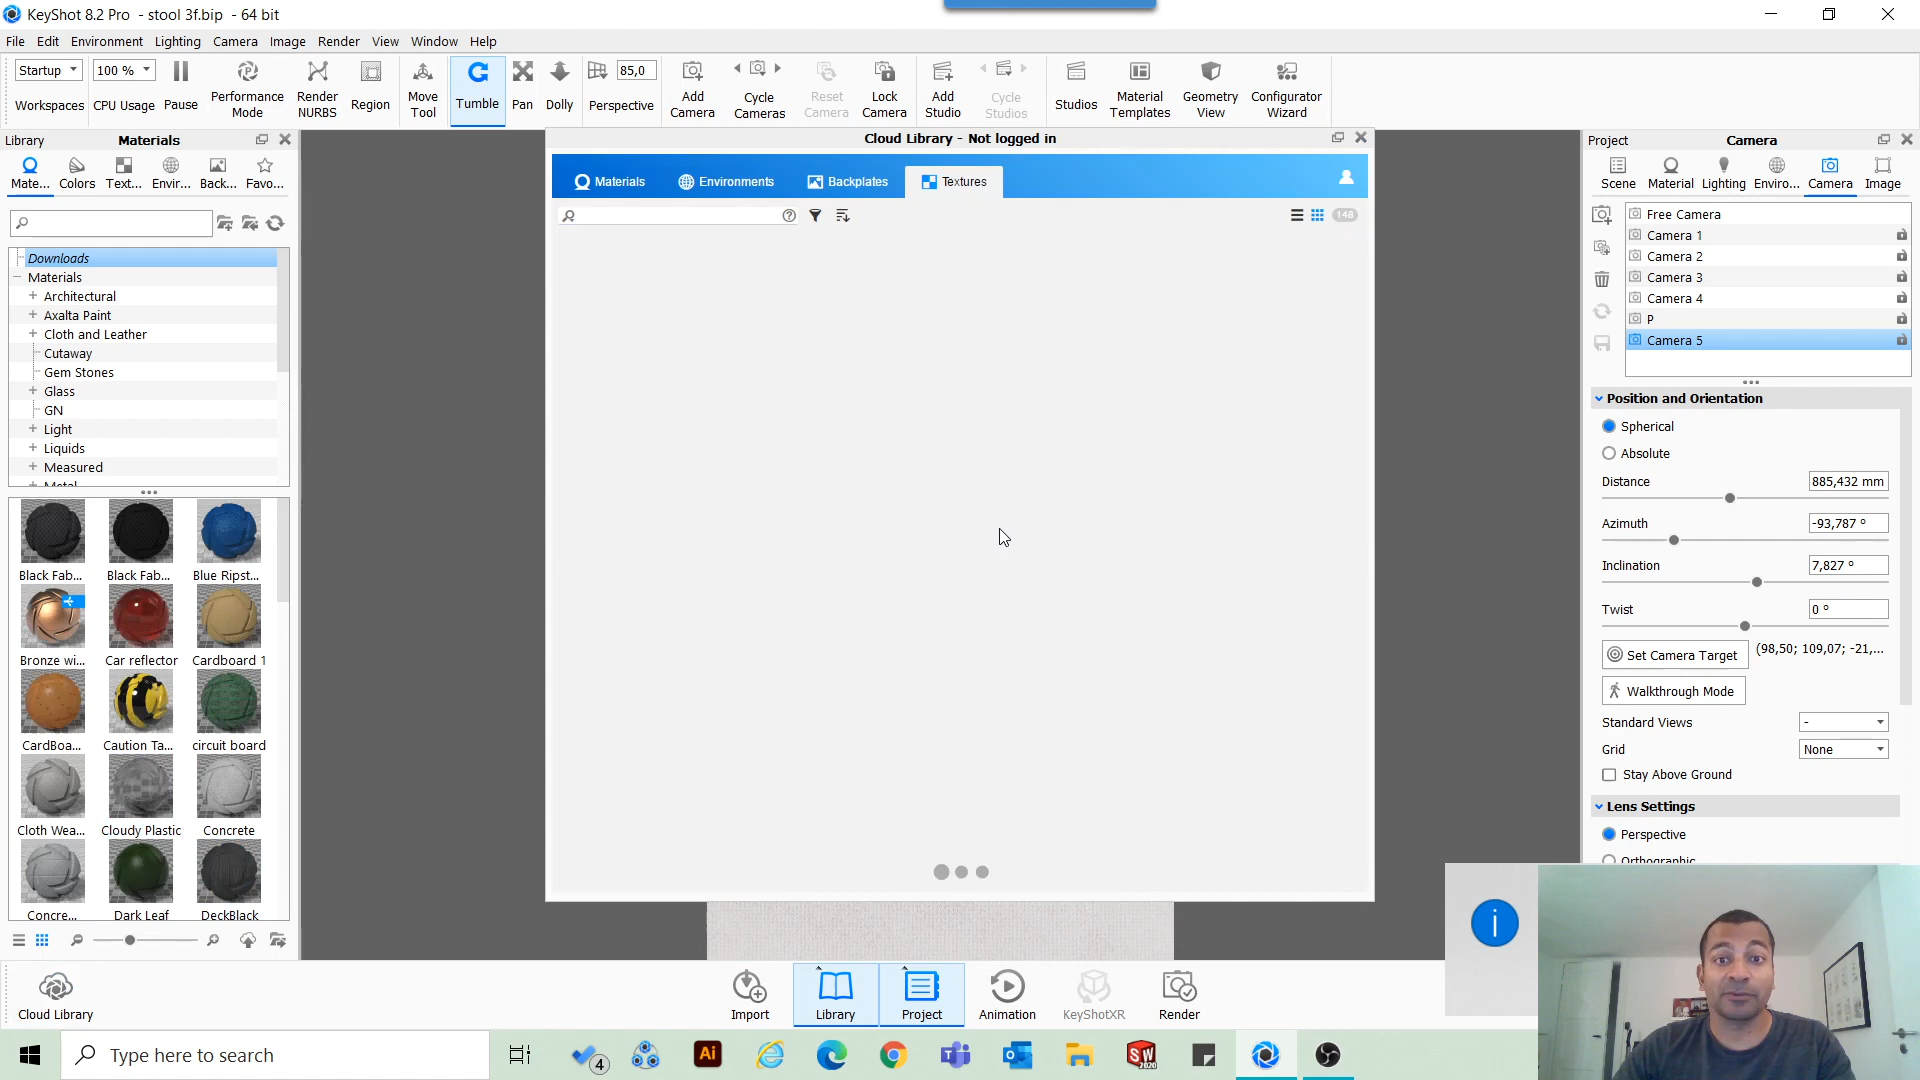 KeyShot 8.2 Pro - stool 3f.bip - 64 bit
File Edit Environment Lighting Camera Image Render View Window Help
Startup
Workspaces
100 %
CPU Usage
Pause
Performance
Mode
Render
NURBS
Region
Move
Tool
Tumble
Pan
Dolly
85,0
Perspective
Add
Camera
Cycle
Cameras
Reset
Camera
Lock
Camera
Add
Studio
Cycle
Studios
Studios
Material
Templates
Geometry
View
Configurator
Wizard
Library
Materials
Mate... Colors Text... Envir... Back... Favo...
Downloads
Materials
Architectural
Axalta Paint
Cloth and Leather
Cutaway
Gem Stones
Glass
GN
Light
Liquids
Measured
Metal
Black Fab... Black Fab... Blue Ripst...
Bronze wi... Car reflector Cardboard 1
CardBoa... Caution Ta... circuit board
Cloth Wea... Cloudy Plastic Concrete
Concre... Dark Leaf DeckBlack
Cloud Library - Not logged in
Materials Environments Backplates Textures
148
Project
Camera
Scene Material Lighting Enviro... Camera Image
Free Camera
Camera 1
Camera 2
Camera 3
Camera 4
P
Camera 5
Position and Orientation
Spherical
Absolute
Distance 885,432 mm
Azimuth -93,787 °
Inclination 7,827 °
Twist 0 °
Set Camera Target (98,50; 109,07; -21,...
Walkthrough Mode
Standard Views -
Grid None
Stay Above Ground
Lens Settings
Perspective
Orthographic
i
Cloud Library
Import
Library
Project
Animation
KeyShotXR
Render
Type here to search
4
Ai
SW
2020